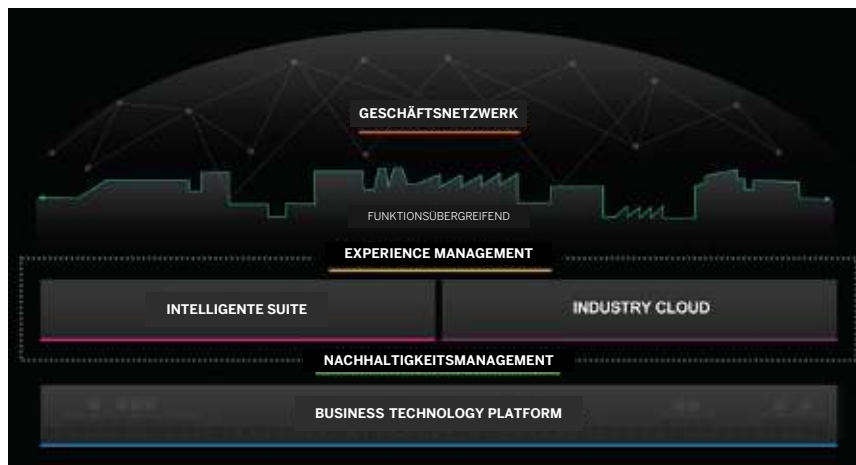 GESCHÄFTSNETZWERK
FUNKTIONSÜBERGREIFEND
EXPERIENCE MANAGEMENT
INTELLIGENTE SUITE
INDUSTRY CLOUD
NACHHALTIGKEITSMANAGEMENT
BUSINESS TECHNOLOGY PLATFORM